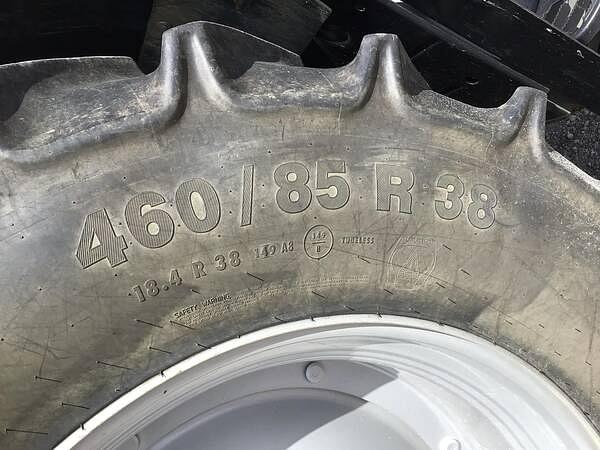 460/85 R 38
18.4 R 38 149 A8 149 B TUBELESS
SAFETY WARNING